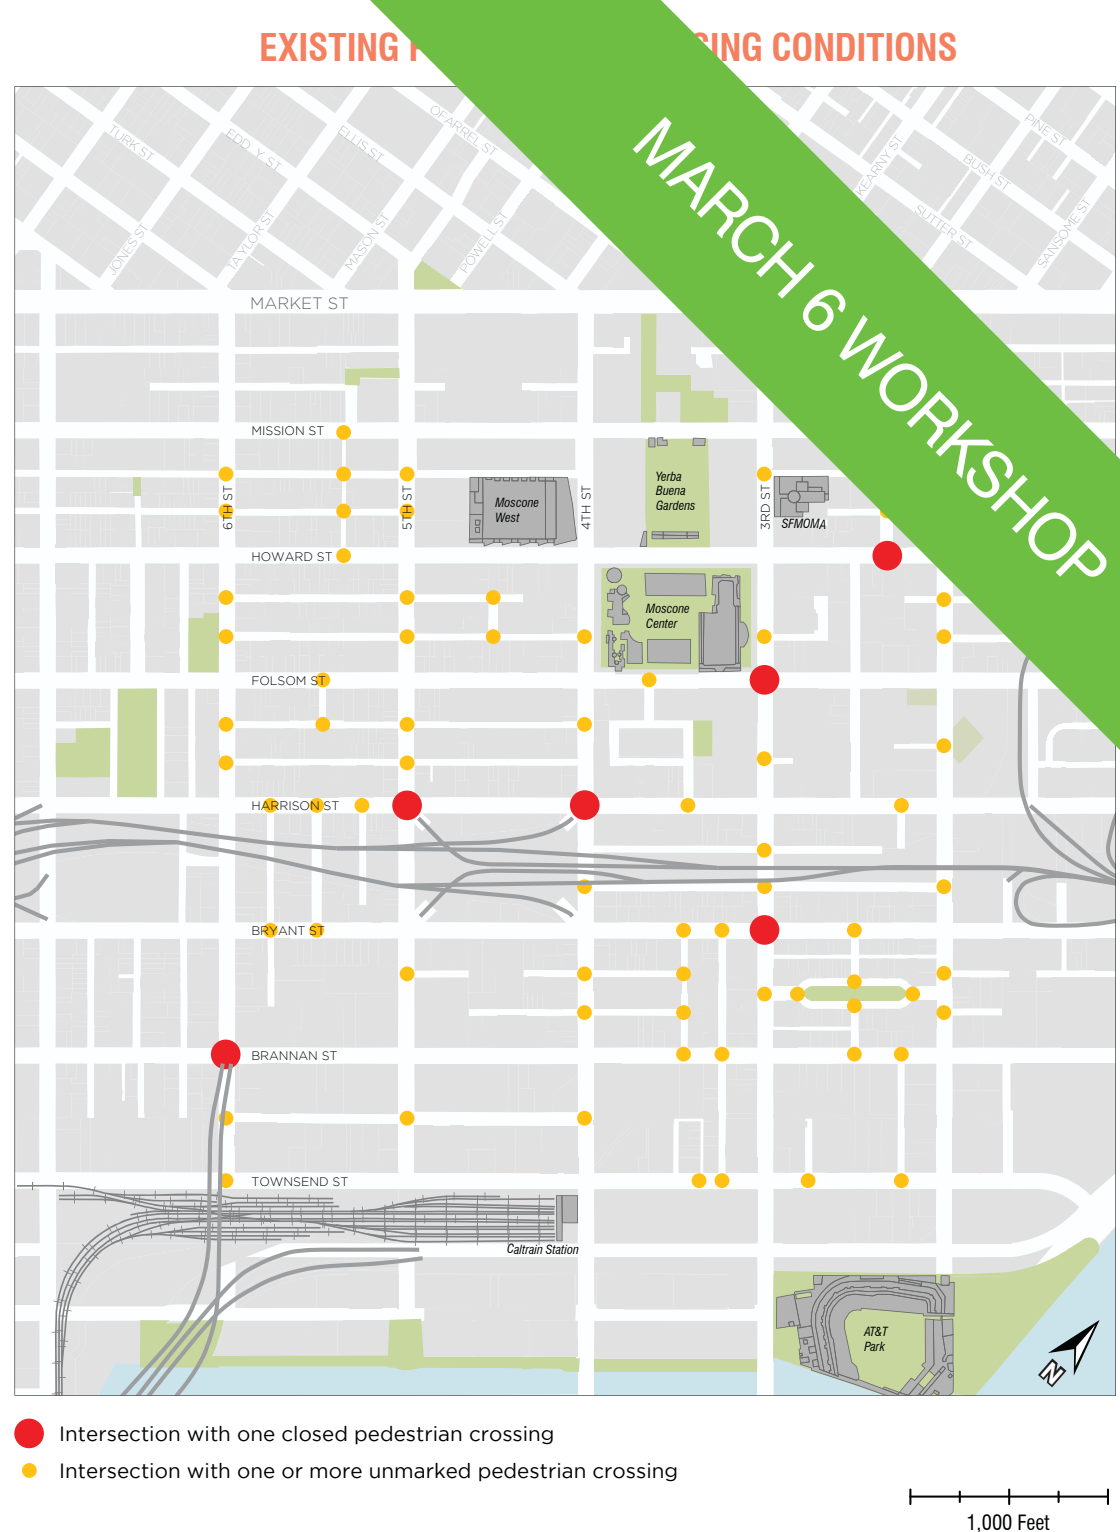 EXISTING
ING CONDITIONS
MARCH 6 WORKSHOP
TURK ST
EDD Y ST
ELLIS ST
OFARREL ST
KEARNY ST
PINE ST
BUSH ST
SUTTER ST
SANSOME ST
JONES ST
TAYLOR ST
MASON ST
POWELL ST
MARKET ST
MISSION ST
6TH ST
5TH ST
Moscone
West
4TH ST
Yerba
Buena
Gardens
3RD ST
SFMOMA
HOWARD ST
Moscone
Center
FOLSOM ST
HARRISON ST
BRYANT ST
BRANNAN ST
TOWNSEND ST
Caltrain Station
AT&T
Park
N
Intersection with one closed pedestrian crossing
Intersection with one or more unmarked pedestrian crossing
1,000 Feet